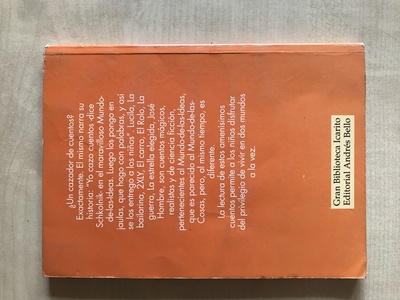 ¿Un cazador de cuentos?
Exactamente. El mismo narra su
historia: "Yo cazo cuentos -dice
Schkolnik- en el maravilloso Mundo-
de-las-Ideas. Luego los pongo en
jaulas, que hago con palabras, y así
se los entrego a los niños". Lucila, La
bailarina, 2XLY, El tiramo, El Rolo, La
guerra, La estrella elegida, José
Hombre, son cuentos mágicos,
realistas y de ciencia ficción,
pertenecientes al Mundo-de-las-Ideas,
que es parecido al Mundo-de-las-
Cosas, pero, al mismo tiempo, es
diferente.
La lectura de estos amenísimos
cuentos permite a los niños disfrutar
del privilegio de vivir en dos mundos
a la vez.
Gran Biblioteca Icarito
Editorial Andrés Bello